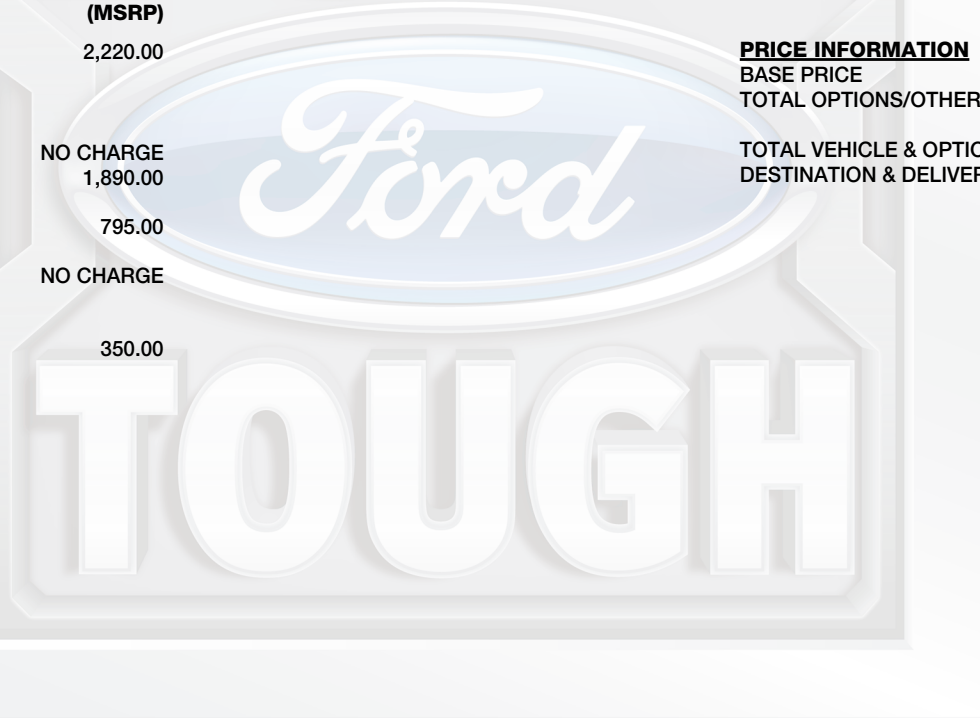 (MSRP)
2,220.00
NO CHARGE
1,890.00
795.00
NO CHARGE
350.00
PRICE INFORMATION
BASE PRICE
TOTAL OPTIONS/OTHER
TOTAL VEHICLE & OPTIO
DESTINATION & DELIVER
Ford
TOUGH